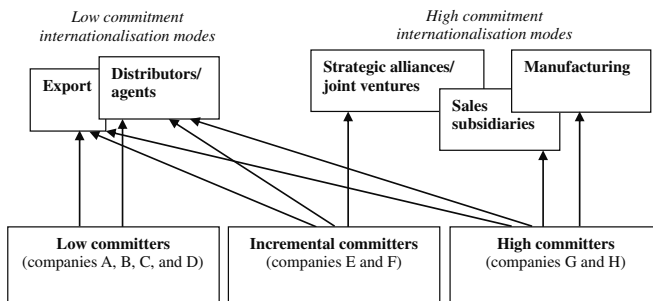 Low commitment
internationalisation modes
High commitment
internationalisation modes
Export
Distributors/
agents
Strategic alliances/
joint ventures
Sales
subsidiaries
Manufacturing
Low committers
(companies A, B, C, and D)
Incremental committers
(companies E and F)
High committers
(companies G and H)